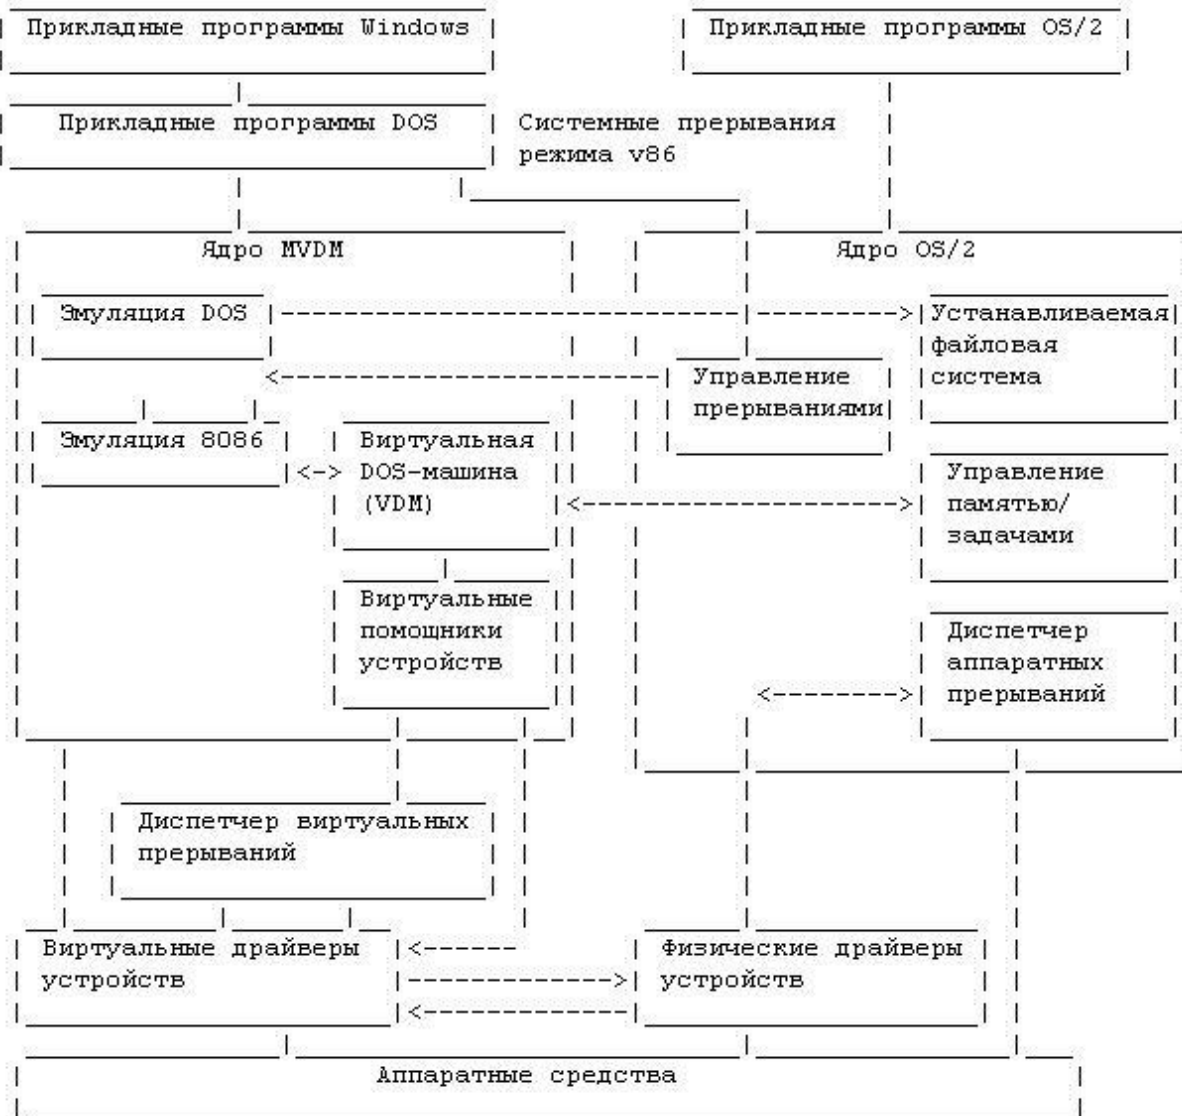 Прикладные программы Windows
Прикладные программы OS/2
Прикладные программы DOS
Системные прерывания
режима v86
Ядро MVDM
Ядро OS/2
Эмуляция DOS
Устанавливаемая
файловая
система
Управление
прерываниями
Эмуляция 8086
Виртуальная
DOS-машина
(VDM)
Управление
памятью/
задачами
Виртуальные
помощники
устройств
Диспетчер
аппаратных
прерываний
Диспетчер виртуальных
прерываний
Виртуальные драйверы
устройств
Физические драйверы
устройств
Аппаратные средства